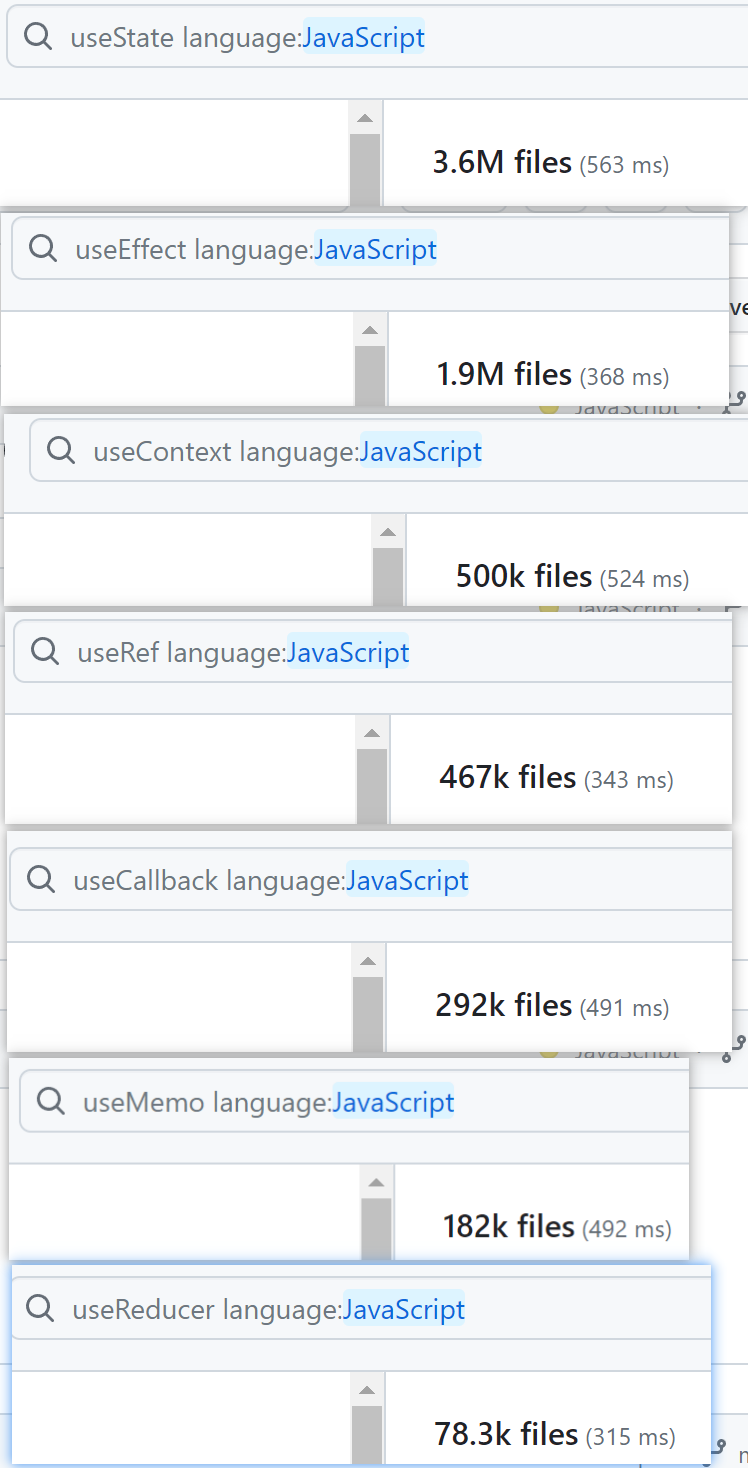 useState language:JavaScript
3.6M files (563 ms)
useEffect language:JavaScript
ve
1.9M files (368 ms)
JavaScript
useContext language:JavaScript
500k files (524 ms)
JavaScript
useRef language:JavaScript
467k files (343 ms)
useCallback language:JavaScript
292k files (491 ms)
JavaScript
useMemo language:JavaScript
182k files (492 ms)
useReducer language:JavaScript
78.3k files (315 ms)